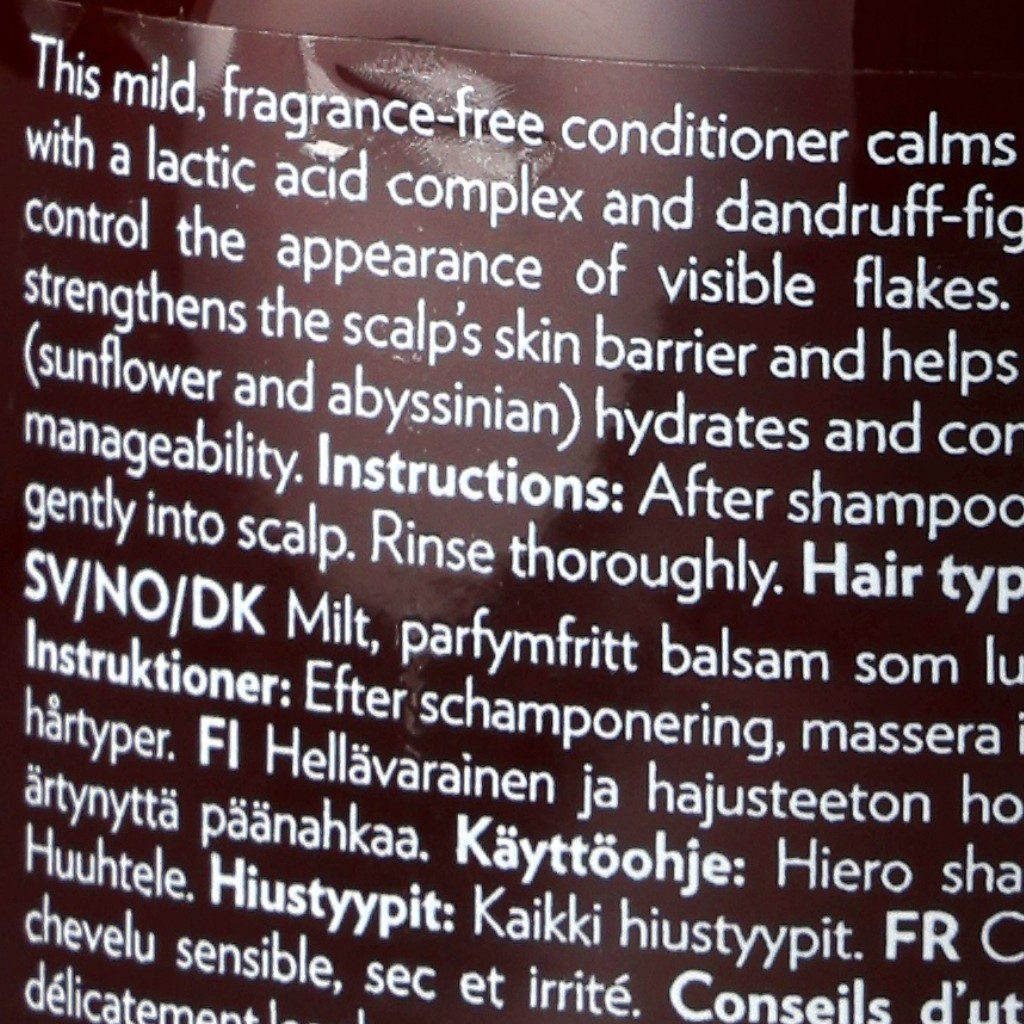 This mild, fragrance-free conditioner calms
with a lactic acid complex and dandruff-fig
control the appearance of visible flakes.
strengthens the scalp's skin barrier and helps
(sunflower and abyssinian) hydrates and con
manageability. Instructions: After shampoo
gently into scalp. Rinse thoroughly. Hair typ
SV/NO/DK Milt, parfymfritt balsam som lu
Instruktioner: Efter schamponering, massera i
hårtyper. FI Hellävarainen ja hajusteeton ho
ärtynyttä päänahkaa. Käyttöohje: Hiero sha
Huuhtele. Hiustyypit: Kaikki hiustyypit. FR C
chevelu sensible, sec et irrité. Conseils d'ut
délicatement